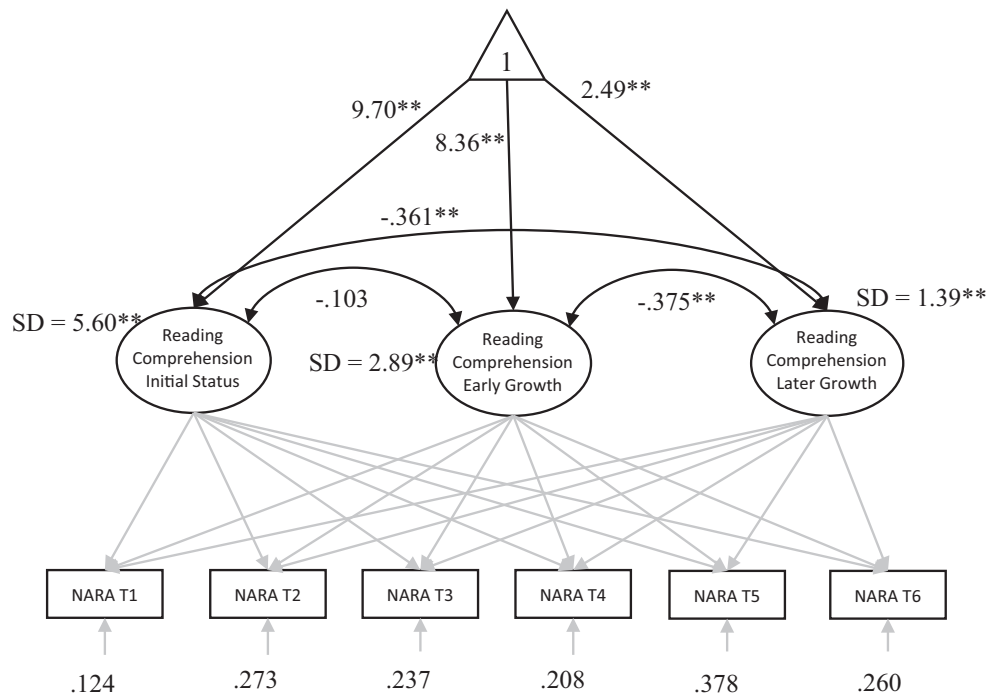 1
9.70**
2.49**
8.36**
-.361**
-.103
-.375**
SD = 5.60**
SD = 1.39**
SD = 2.89**
Reading
Comprehension
Initial Status
Reading
Comprehension
Early Growth
Reading
Comprehension
Later Growth
NARA T1
NARA T2
NARA T3
NARA T4
NARA T5
NARA T6
.124
.273
.237
.208
.378
.260